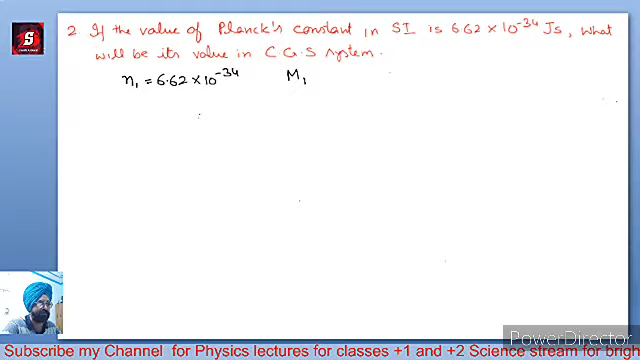 2 If the value of Planck's constant in SI is 6.62 × 10⁻³⁴ Js, what
will be its value in C.G.S system.
n₁ = 6.62 × 10⁻³⁴ M₁
S
PowerDirector
Subscribe my Channel for Physics lectures for classes +1 and +2 Science stream for brigh